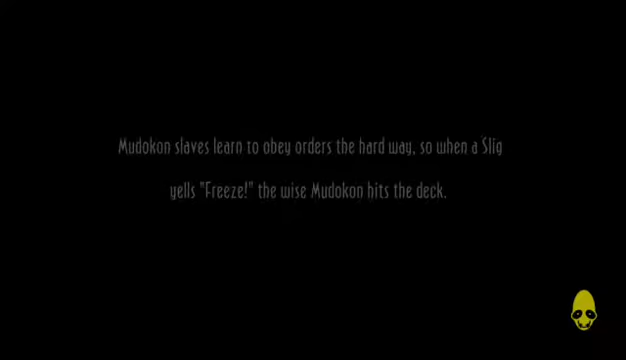 Mudokon slaves learn to obey orders the hard way, so when a Slig
yells "Freeze!" the wise Mudokon hits the deck.